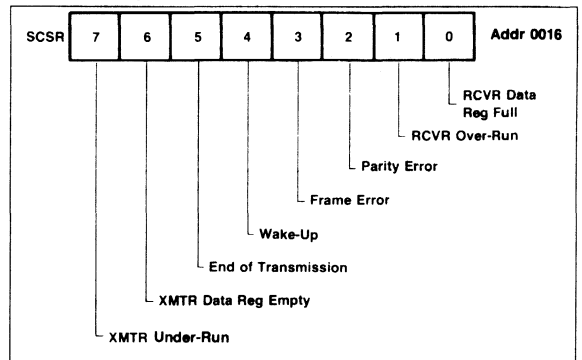 SCSR 7 6 5 4 3 2 1 0 Addr 0016
RCVR Data
Reg Full
RCVR Over-Run
Parity Error
Frame Error
Wake-Up
End of Transmission
XMTR Data Reg Empty
XMTR Under-Run